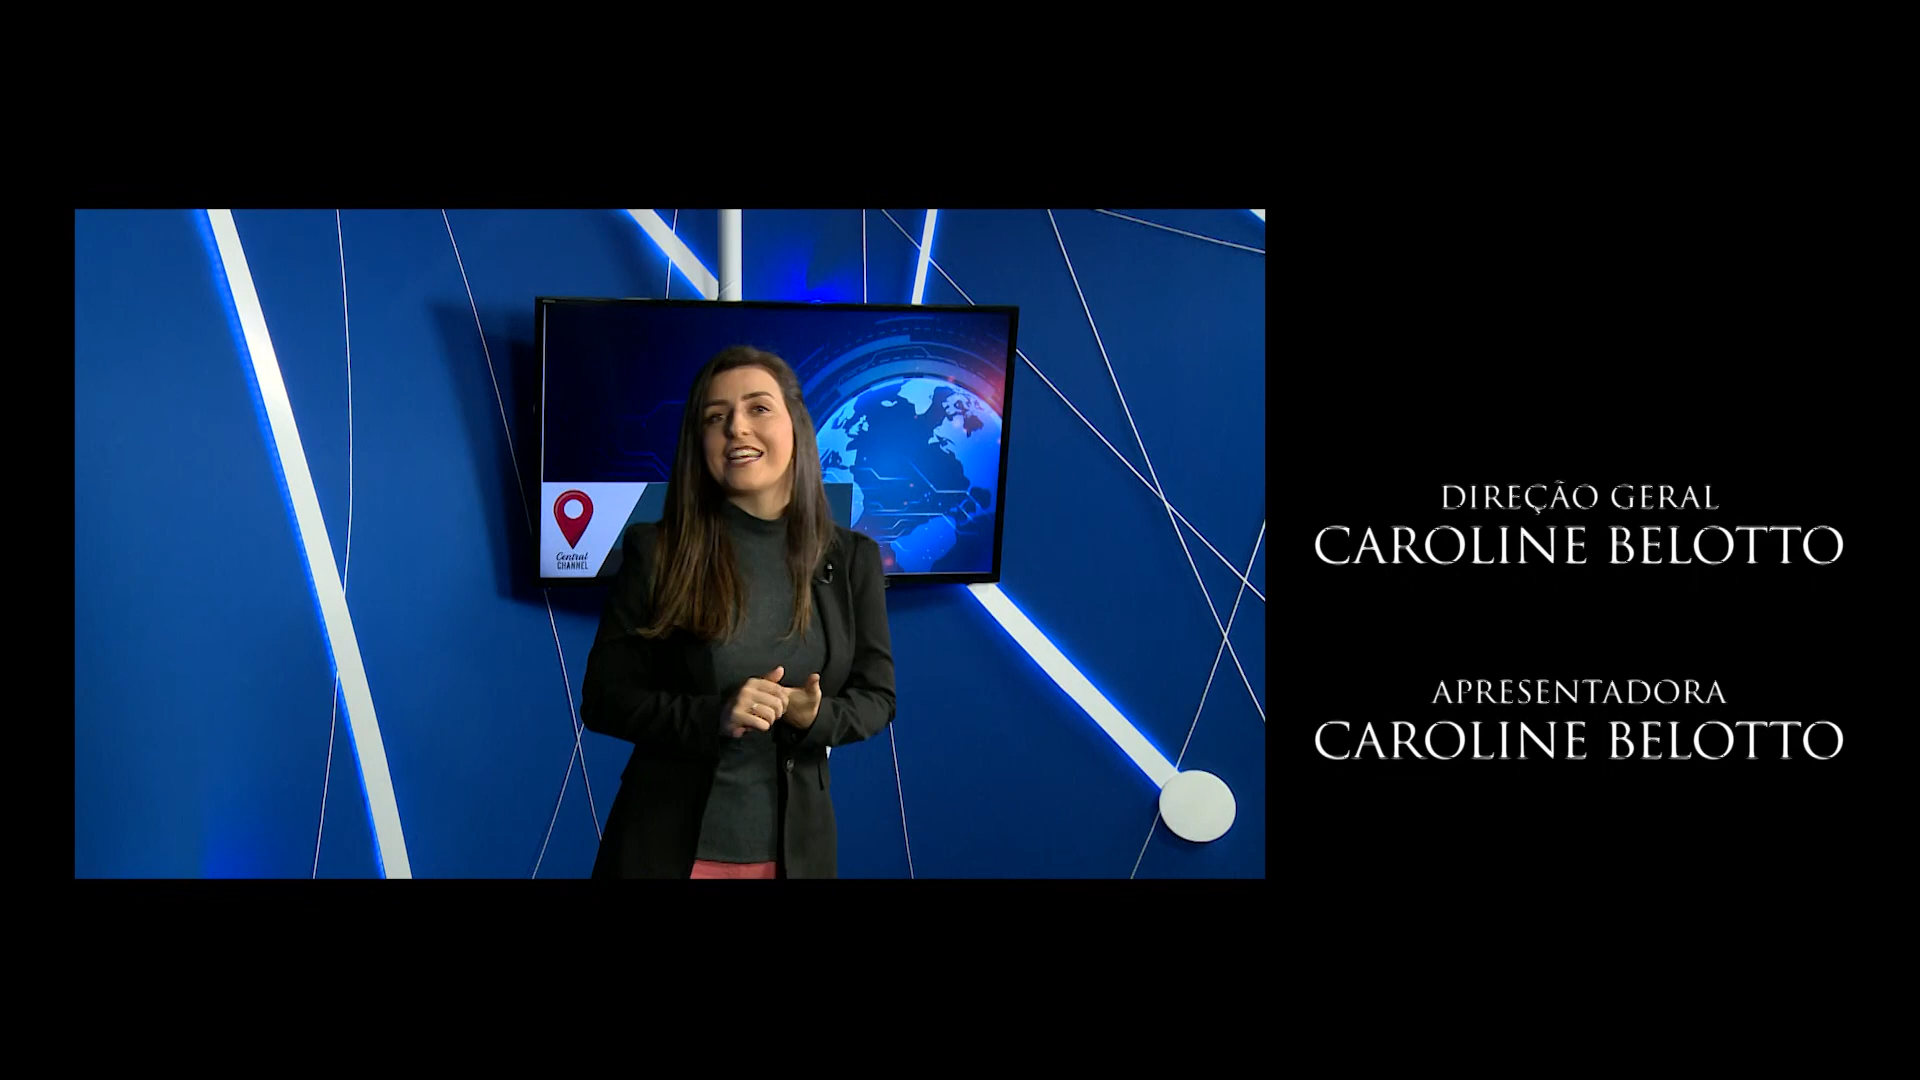 Central
CHANNEL
DIREÇÃO GERAL
CAROLINE BELOTTO
APRESENTADORA
CAROLINE BELOTTO